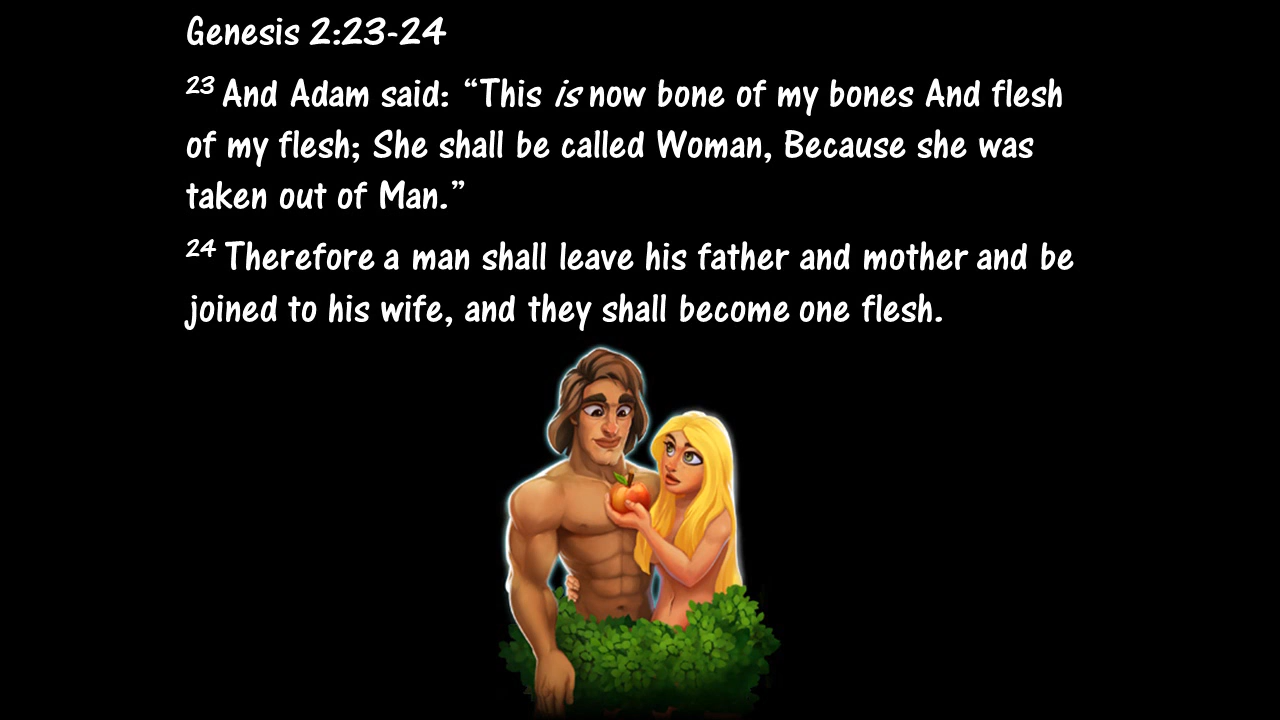 Genesis 2:23-24
23 And Adam said: “This is now bone of my bones And flesh
of my flesh; She shall be called Woman, Because she was
taken out of Man.”
24 Therefore a man shall leave his father and mother and be
joined to his wife, and they shall become one flesh.